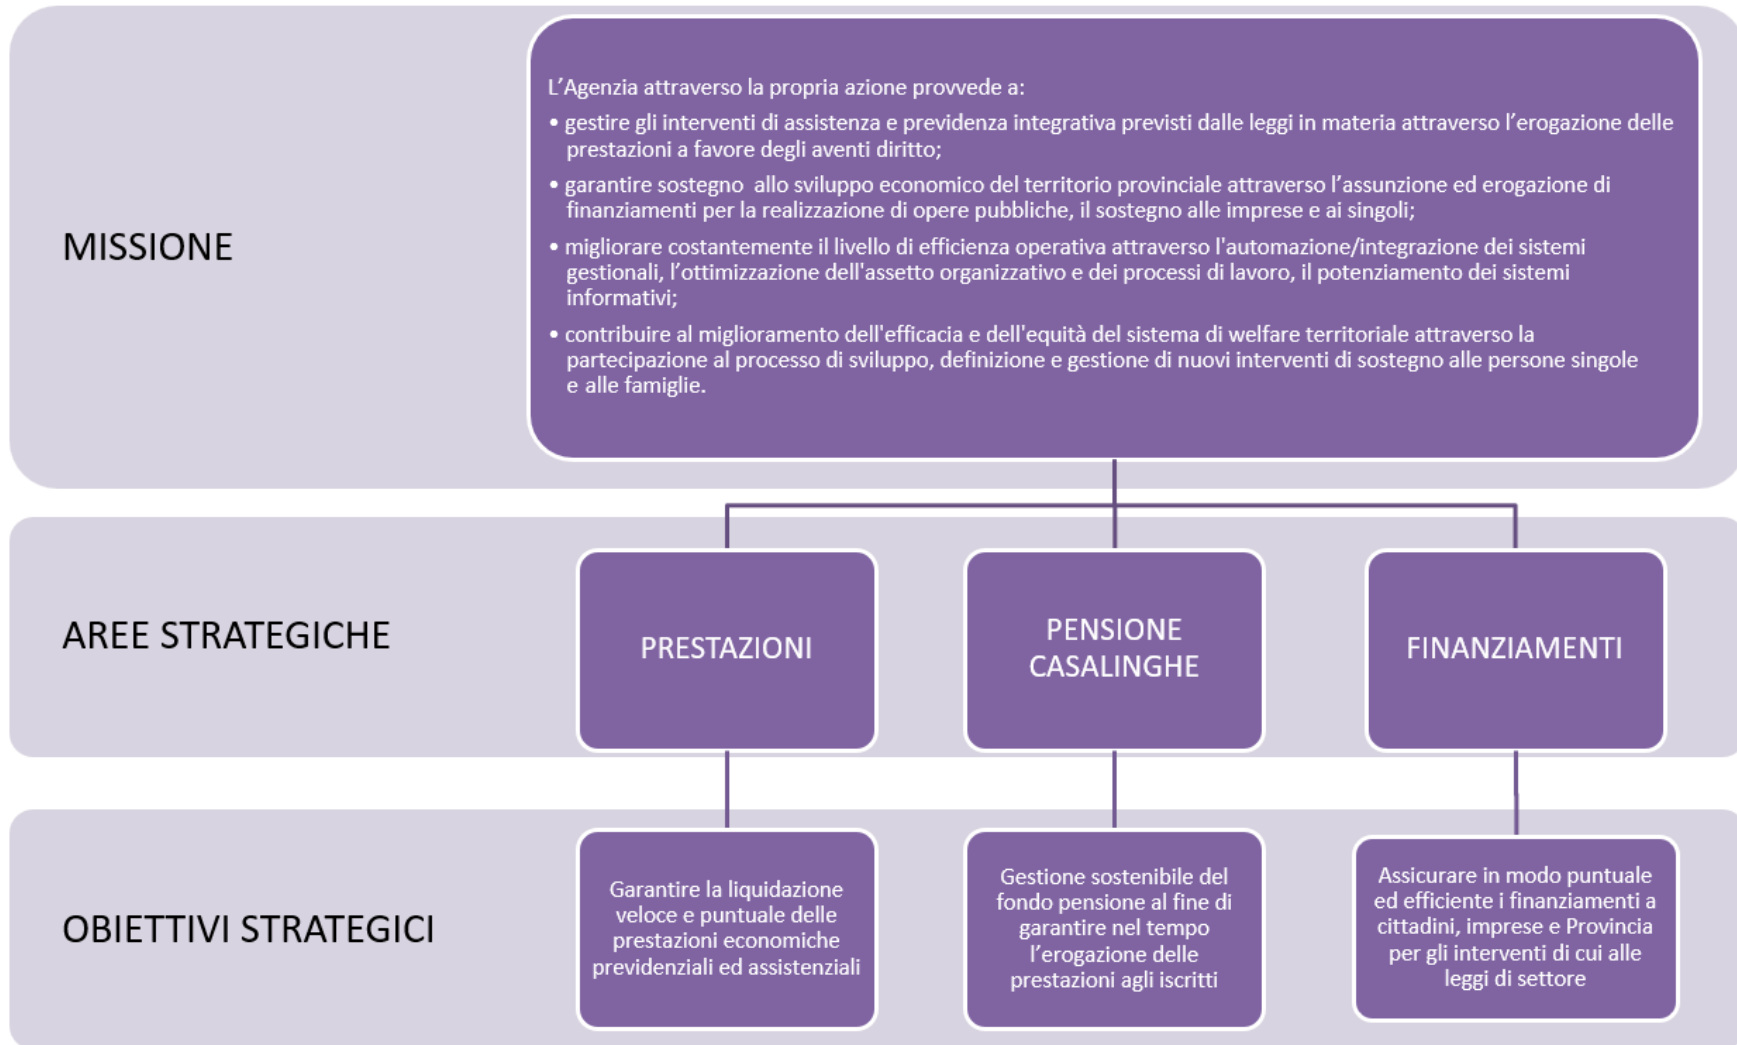 MISSIONE
L’Agenzia attraverso la propria azione provvede a:
• gestire gli interventi di assistenza e previdenza integrativa previsti dalle leggi in materia attraverso l’erogazione delle
prestazioni a favore degli aventi diritto;
• garantire sostegno  allo sviluppo economico del territorio provinciale attraverso l’assunzione ed erogazione di
finanziamenti per la realizzazione di opere pubbliche, il sostegno alle imprese e ai singoli;
• migliorare costantemente il livello di efficienza operativa attraverso l'automazione/integrazione dei sistemi
gestionali, l’ottimizzazione dell'assetto organizzativo e dei processi di lavoro, il potenziamento dei sistemi
informativi;
• contribuire al miglioramento dell'efficacia e dell'equità del sistema di welfare territoriale attraverso la
partecipazione al processo di sviluppo, definizione e gestione di nuovi interventi di sostegno alle persone singole
e alle famiglie.
AREE STRATEGICHE
PRESTAZIONI
PENSIONE
CASALINGHE
FINANZIAMENTI
OBIETTIVI STRATEGICI
Garantire la liquidazione
veloce e puntuale delle
prestazioni economiche
previdenziali ed assistenziali
Gestione sostenibile del
fondo pensione al fine di
garantire nel tempo
l’erogazione delle
prestazioni agli iscritti
Assicurare in modo puntuale
ed efficiente i finanziamenti a
cittadini, imprese e Provincia
per gli interventi di cui alle
leggi di settore